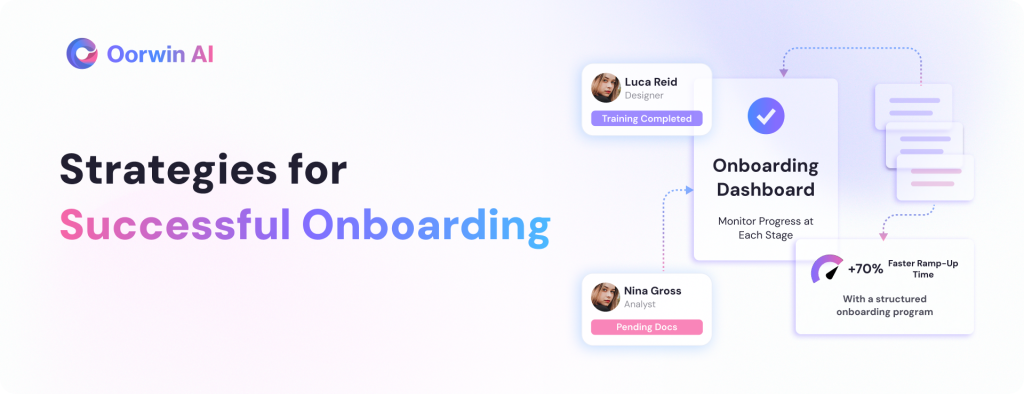 Oorwin AI
Strategies for
Successful Onboarding
Luca Reid
Designer
Training Completed
Onboarding
Dashboard
Monitor Progress at
Each Stage
Nina Gross
Analyst
Pending Docs
+70%
Faster Ramp-Up
Time
With a structured
onboarding program